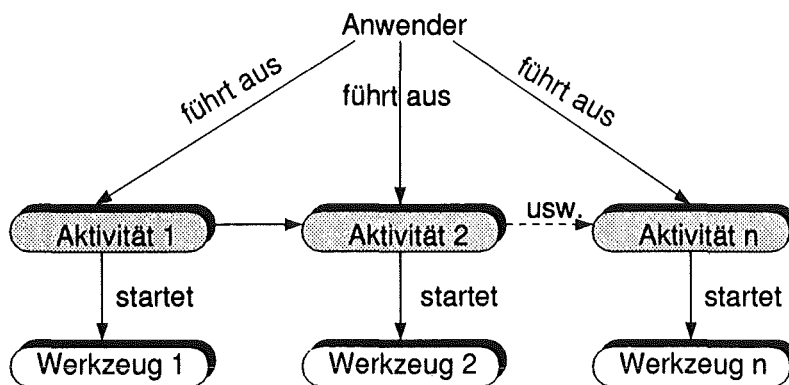 Anwender
führt aus
führt aus
führt aus
usw.
Aktivität 1
Aktivität 2
Aktivität n
startet
startet
startet
Werkzeug 1
Werkzeug 2
Werkzeug n